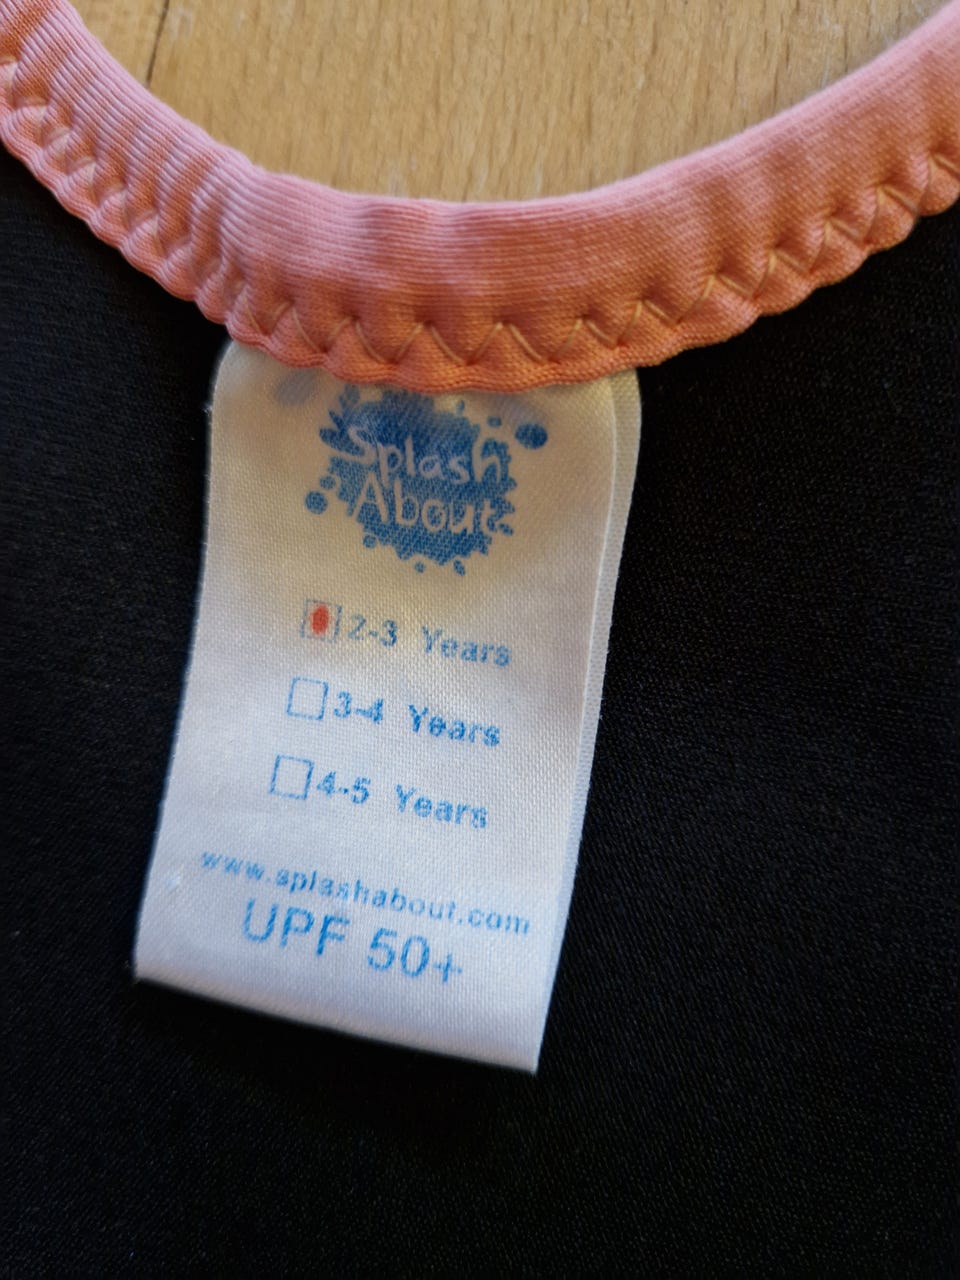 Splash
About
2-3 Years
3-4 Years
4-5 Years
www.splashabout.com
UPF 50+